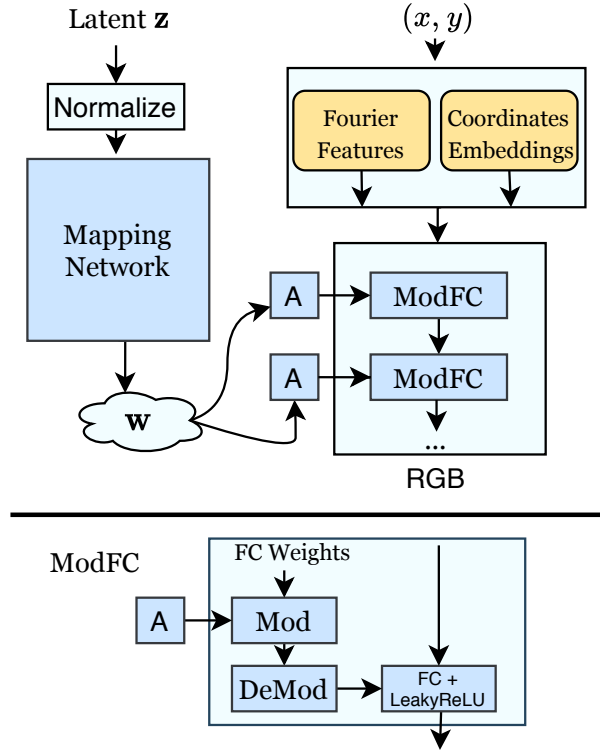 Latent z
(x, y)
Normalize
Fourier
Features
Coordinates
Embeddings
Mapping
Network
A
ModFC
A
ModFC
w
...
RGB
ModFC
FC Weights
A
Mod
DeMod
FC +
LeakyReLU